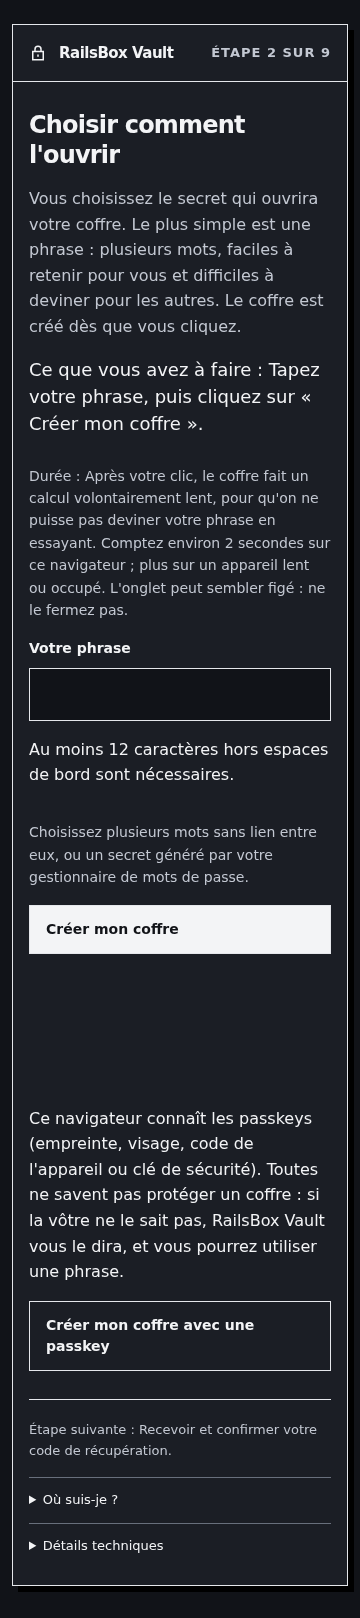 RailsBox Vault
ÉTAPE 2 SUR 9
Choisir comment
l'ouvrir
Vous choisissez le secret qui ouvrira
votre coffre. Le plus simple est une
phrase : plusieurs mots, faciles à
retenir pour vous et difficiles à
deviner pour les autres. Le coffre est
créé dès que vous cliquez.
Ce que vous avez à faire : Tapez
votre phrase, puis cliquez sur «
Créer mon coffre ».
Durée : Après votre clic, le coffre fait un
calcul volontairement lent, pour qu'on ne
puisse pas deviner votre phrase en
essayant. Comptez environ 2 secondes sur
ce navigateur ; plus sur un appareil lent
ou occupé. L'onglet peut sembler figé : ne
le fermez pas.
Votre phrase
Au moins 12 caractères hors espaces
de bord sont nécessaires.
Choisissez plusieurs mots sans lien entre
eux, ou un secret généré par votre
gestionnaire de mots de passe.
Créer mon coffre
Ce navigateur connaît les passkeys
(empreinte, visage, code de
l'appareil ou clé de sécurité). Toutes
ne savent pas protéger un coffre : si
la vôtre ne le sait pas, RailsBox Vault
vous le dira, et vous pourrez utiliser
une phrase.
Créer mon coffre avec une
passkey
Étape suivante : Recevoir et confirmer votre
code de récupération.
Où suis-je ?
Détails techniques